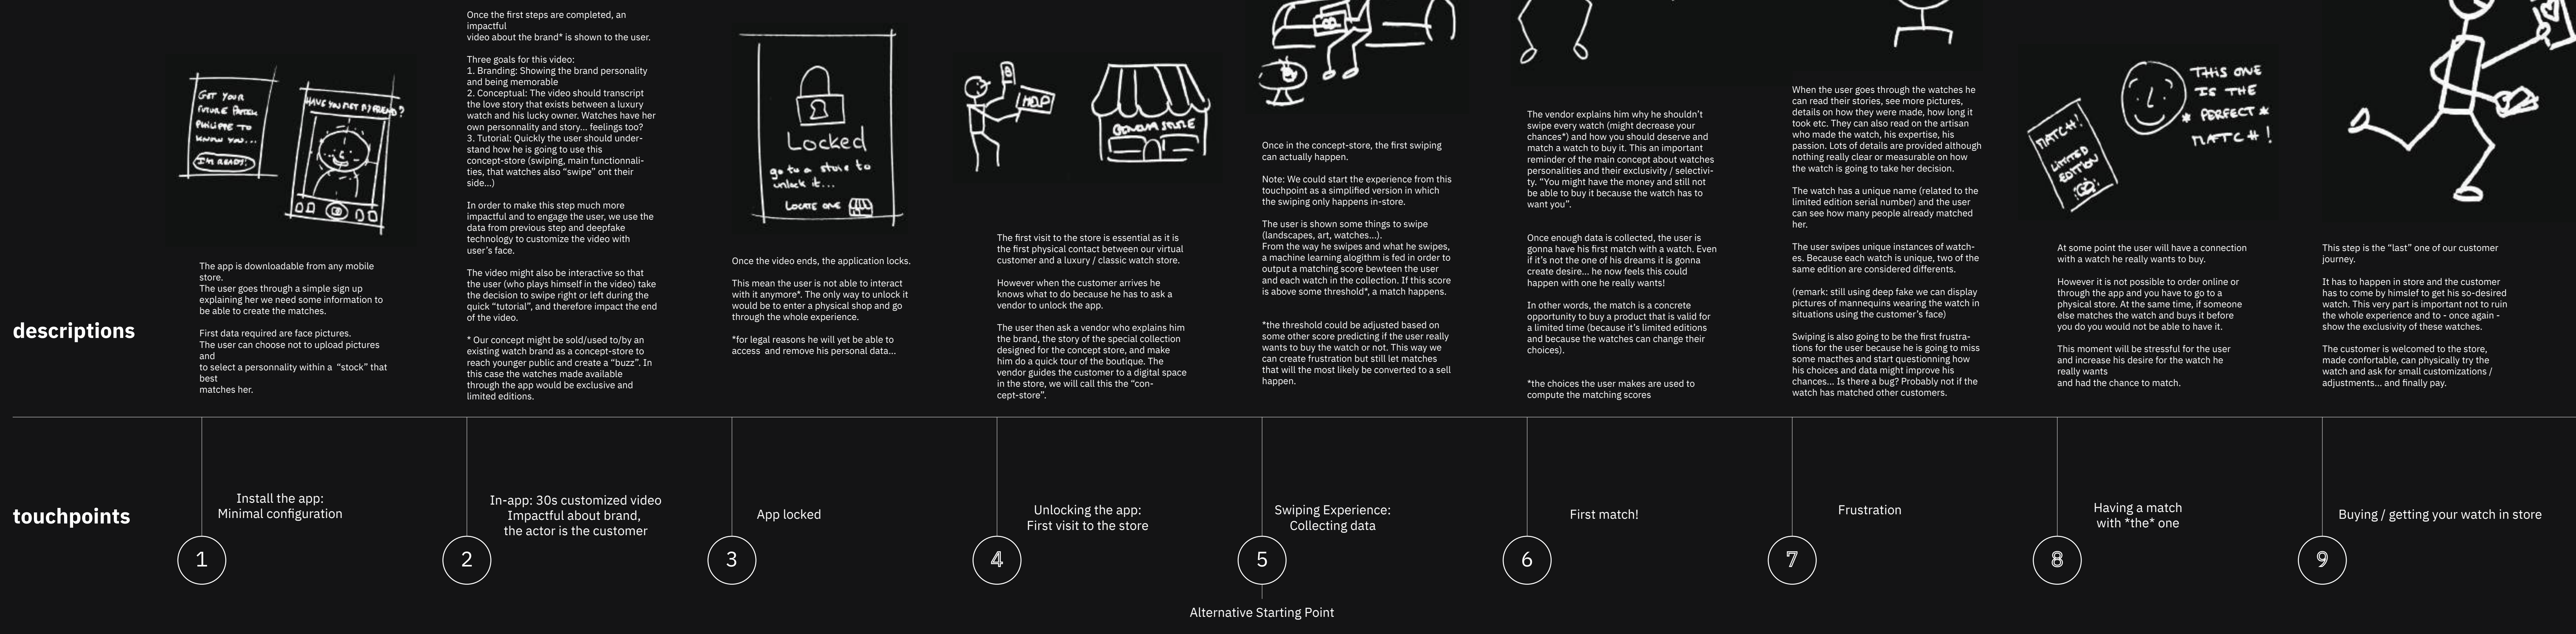 GET YOUR
FUTURE PATEK
PHILIPPE TO
KNOW YOU...
I'M READY!
HAVE YOU MET MY FRIEND?
The app is downloadable from any mobile
store.
The user goes through a simple sign up
explaining her we need some information to
be able to create the matches.
First data required are face pictures.
The user can choose not to upload pictures
and
to select a personnality within a “stock” that
best
matches her.
Once the first steps are completed, an
impactful
video about the brand* is shown to the user.
Three goals for this video:
1. Branding: Showing the brand personality
and being memorable
2. Conceptual: The video should transcript
the love story that exists between a luxury
watch and his lucky owner. Watches have her
own personnality and story... feelings too?
3. Tutorial: Quickly the user should under-
stand how he is going to use this
concept-store (swiping, main functionnali-
ties, that watches also “swipe” ont their
side...)
In order to make this step much more
impactful and to engage the user, we use the
data from previous step and deepfake
technology to customize the video with
user’s face.
The video might also be interactive so that
the user (who plays himself in the video) take
the decision to swipe right or left during the
quick “tutorial”, and therefore impact the end
of the video.
* Our concept might be sold/used to/by an
existing watch brand as a concept-store to
reach younger public and create a “buzz”. In
this case the watches made available
through the app would be exclusive and
limited editions.
Locked
go to a store to
unlock it...
LOCATE ONE
Once the video ends, the application locks.
This mean the user is not able to interact
with it anymore*. The only way to unlock it
would be to enter a physical shop and go
through the whole experience.
*for legal reasons he will yet be able to
access and remove his personal data...
HELP
The first visit to the store is essential as it is
the first physical contact between our virtual
customer and a luxury / classic watch store.
However when the customer arrives he
knows what to do because he has to ask a
vendor to unlock the app.
The user then ask a vendor who explains him
the brand, the story of the special collection
designed for the concept store, and make
him do a quick tour of the boutique. The
vendor guides the customer to a digital space
in the store, we will call this the “con-
cept-store”.
Once in the concept-store, the first swiping
can actually happen.
Note: We could start the experience from this
touchpoint as a simplified version in which
the swiping only happens in-store.
The user is shown some things to swipe
(landscapes, art, watches...).
From the way he swipes and what he swipes,
a machine learning alogithm is fed in order to
output a matching score bewteen the user
and each watch in the collection. If this score
is above some threshold*, a match happens.
*the threshold could be adjusted based on
some other score predicting if the user really
wants to buy the watch or not. This way we
can create frustration but still let matches
that will the most likely be converted to a sell
happen.
The vendor explains him why he shouldn’t
swipe every watch (might decrease your
chances*) and how you should deserve and
match a watch to buy it. This an important
reminder of the main concept about watches
personalities and their exclusivity / selectivi-
ty. “You might have the money and still not
be able to buy it because the watch has to
want you”.
Once enough data is collected, the user is
gonna have his first match with a watch. Even
if it’s not the one of his dreams it is gonna
create desire... he now feels this could
happen with one he really wants!
In other words, the match is a concrete
opportunity to buy a product that is valid for
a limited time (because it’s limited editions
and because the watches can change their
choices).
*the choices the user makes are used to
compute the matching scores
When the user goes through the watches he
can read their stories, see more pictures,
details on how they were made, how long it
took etc. They can also read on the artisan
who made the watch, his expertise, his
passion. Lots of details are provided although
nothing really clear or measurable on how
the watch is going to take her decision.
The watch has a unique name (related to the
limited edition serial number) and the user
can see how many people already matched
her.
The user swipes unique instances of watch-
es. Because each watch is unique, two of the
same edition are considered differents.
(remark: still using deep fake we can display
pictures of mannequins wearing the watch in
situations using the customer’s face)
Swiping is also going to be the first frustra-
tions for the user because he is going to miss
some macthes and start questionning how
his choices and data might improve his
chances... Is there a bug? Probably not if the
watch has matched other customers.
MATCH!
LIMITED
EDITION
THIS ONE
IS THE
* PERFECT *
MATCH!
At some point the user will have a connection
with a watch he really wants to buy.
However it is not possible to order online or
through the app and you have to go to a
physical store. At the same time, if someone
else matches the watch and buys it before
you do you would not be able to have it.
This moment will be stressful for the user
and increase his desire for the watch he
really wants
and had the chance to match.
This step is the “last” one of our customer
journey.
It has to happen in store and the customer
has to come by himslef to get his so-desired
watch. This very part is important not to ruin
the whole experience and to - once again -
show the exclusivity of these watches.
The customer is welcomed to the store,
made confortable, can physically try the
watch and ask for small customizations /
adjustments... and finally pay.
descriptions
touchpoints
1
Install the app:
Minimal configuration
2
In-app: 30s customized video
Impactful about brand,
the actor is the customer
3
App locked
4
Unlocking the app:
First visit to the store
5
Swiping Experience:
Collecting data
6
First match!
7
Frustration
8
Having a match
with *the* one
9
Buying / getting your watch in store
Alternative Starting Point